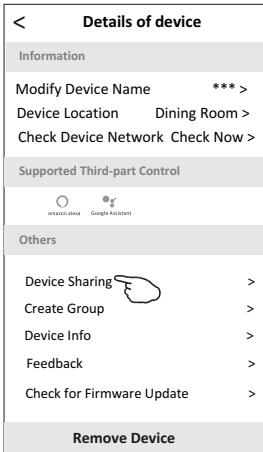 < Details of device
Information
Modify Device Name *** >
Device Location Dining Room >
Check Device Network Check Now >
Supported Third-part Control
amazon alexa Google Assistant
Others
Device Sharing >
Create Group >
Device Info >
Feedback >
Check for Firmware Update >
Remove Device